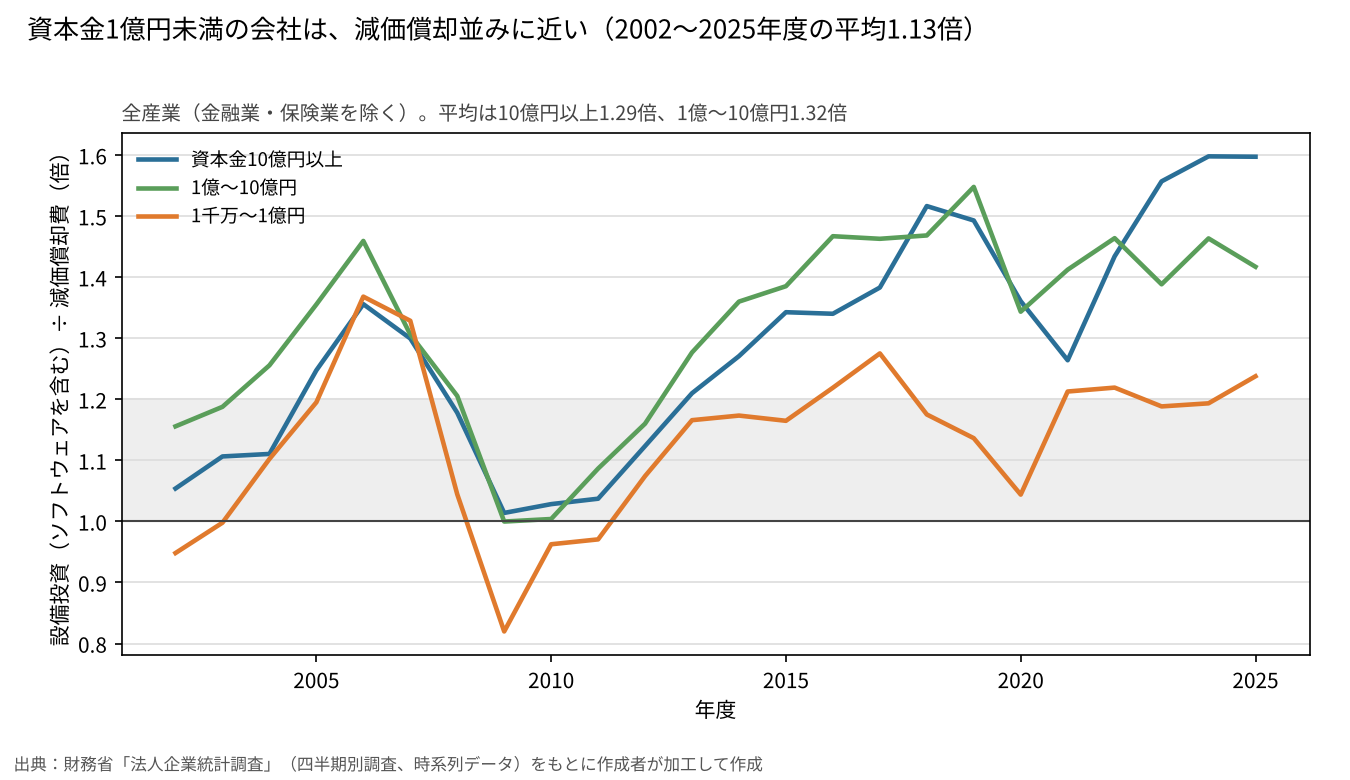 資本金1億円未満の会社は、減価償却並みに近い（2002～2025年度の平均1.13倍）
全産業（金融業・保険業を除く）。平均は10億円以上1.29倍、1億～10億円1.32倍
設備投資（ソフトウェアを含む）÷ 減価償却費（倍）
資本金10億円以上
1億～10億円
1千万～1億円
1.6
1.5
1.4
1.3
1.2
1.1
1.0
0.9
0.8
2005
2010
2015
2020
2025
年度
出典：財務省「法人企業統計調査」（四半期別調査、時系列データ）をもとに作成者が加工して作成